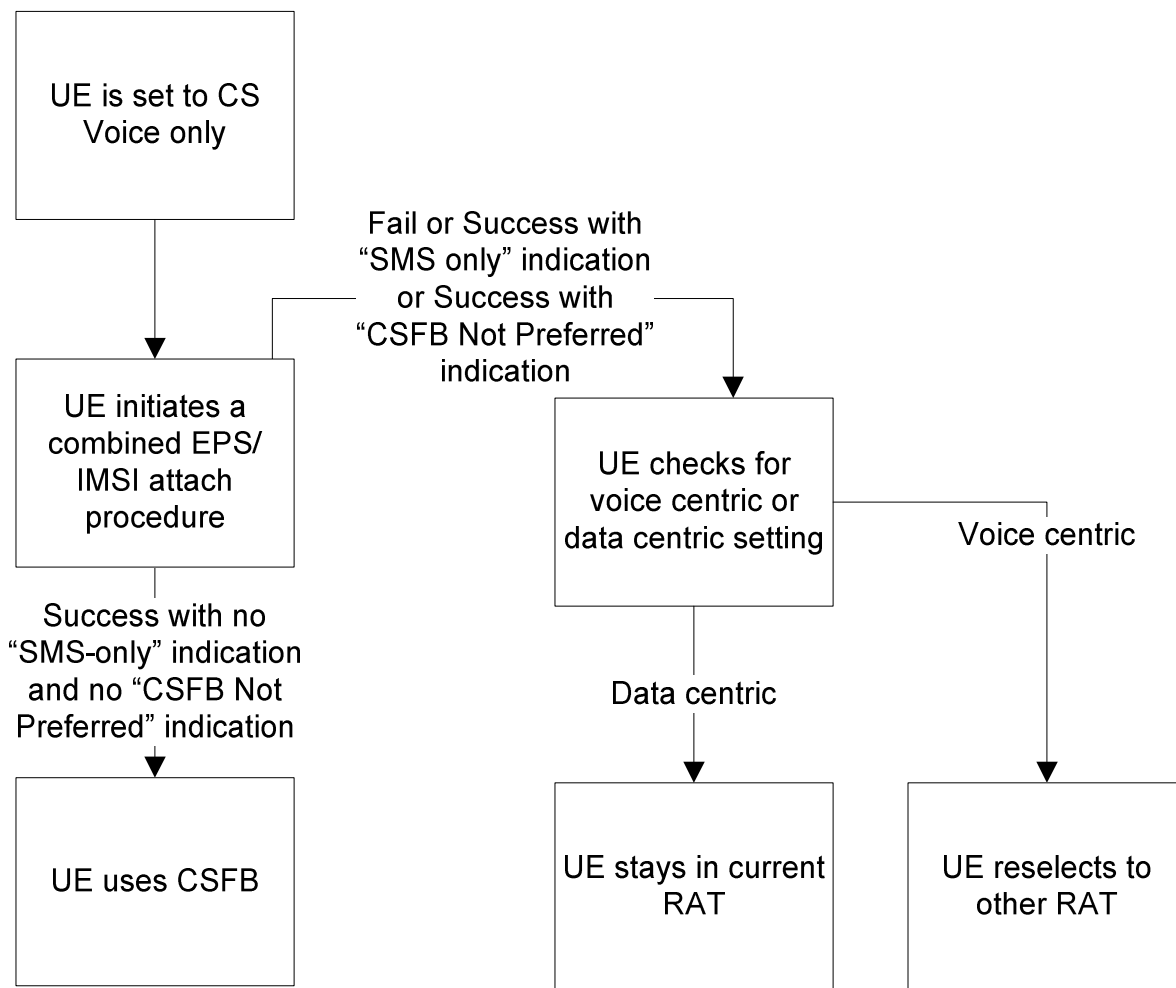 UE is set to CS
Voice only
Fail or Success with
“SMS only” indication
or Success with
“CSFB Not Preferred”
indication
UE initiates a
combined EPS/
IMSI attach
procedure
UE checks for
voice centric or
data centric setting
Voice centric
Success with no
“SMS-only” indication
and no “CSFB Not
Preferred” indication
Data centric
UE uses CSFB
UE stays in current
RAT
UE reselects to
other RAT